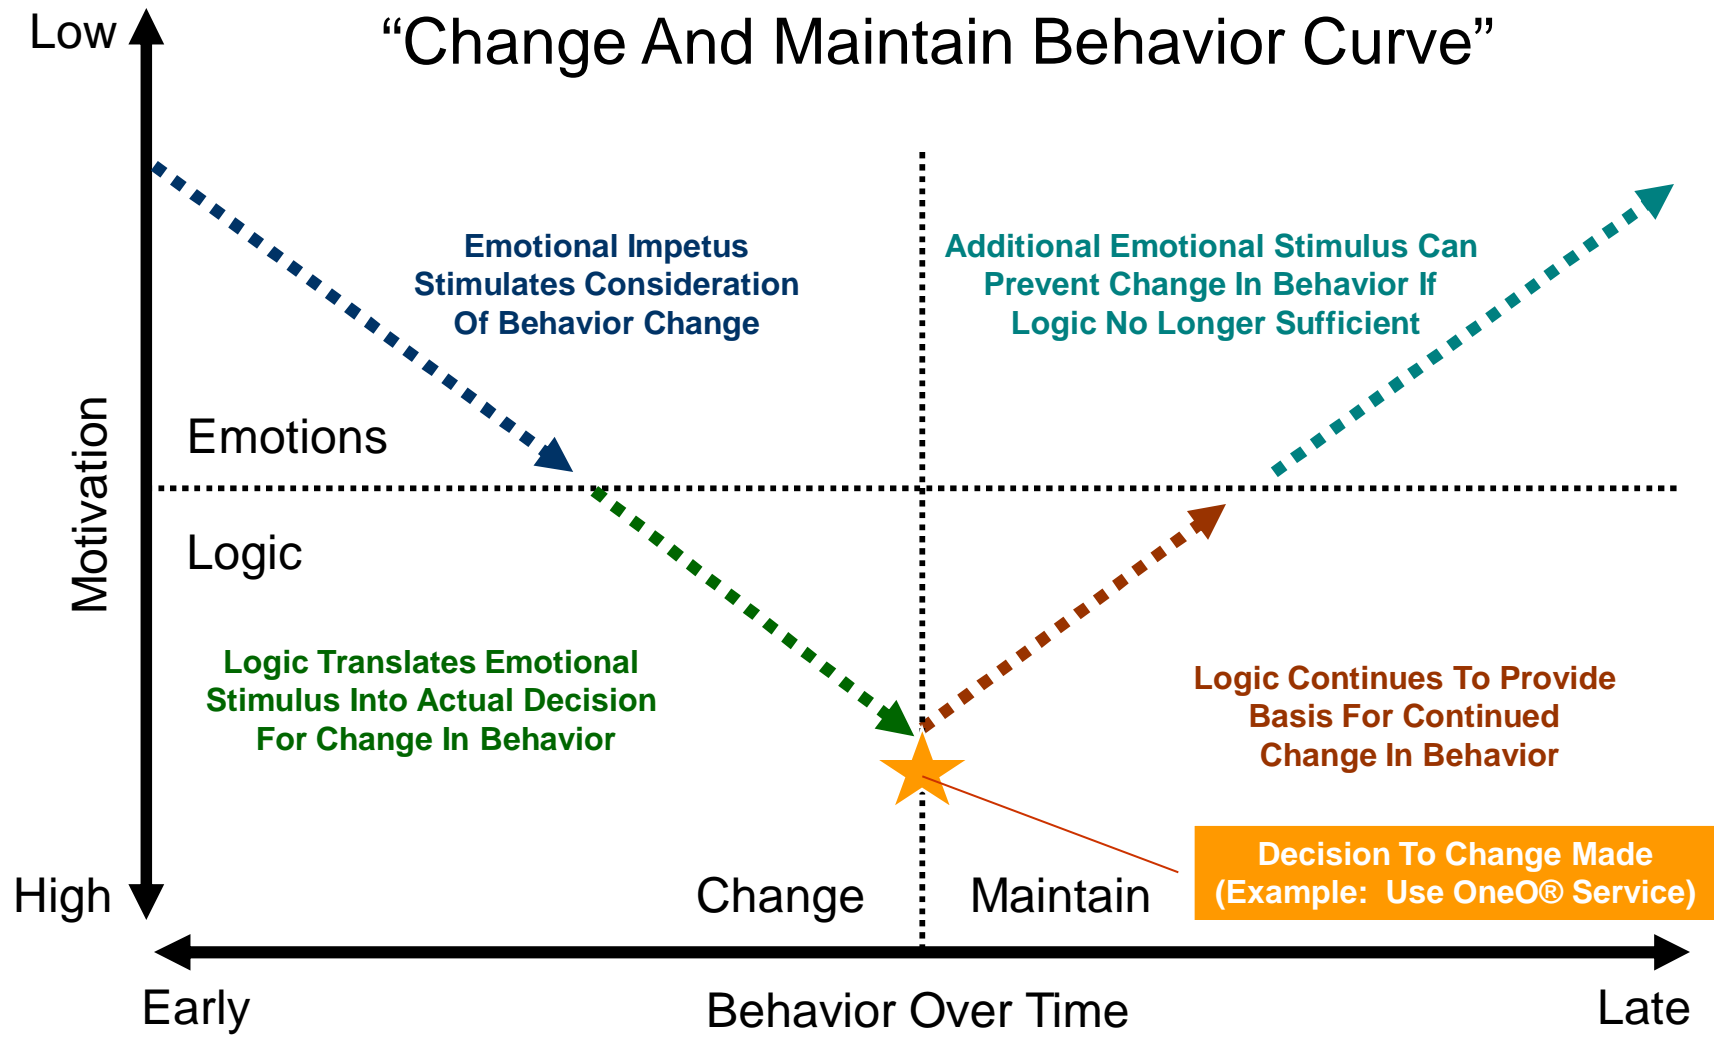 Low
“Change And Maintain Behavior Curve”
Emotional Impetus
Stimulates Consideration
Of Behavior Change
Additional Emotional Stimulus Can
Prevent Change In Behavior If
Logic No Longer Sufficient
Motivation
Emotions
Logic
Logic Translates Emotional
Stimulus Into Actual Decision
For Change In Behavior
Logic Continues To Provide
Basis For Continued
Change In Behavior
Decision To Change Made
(Example:  Use OneO® Service)
High
Change
Maintain
Early
Behavior Over Time
Late